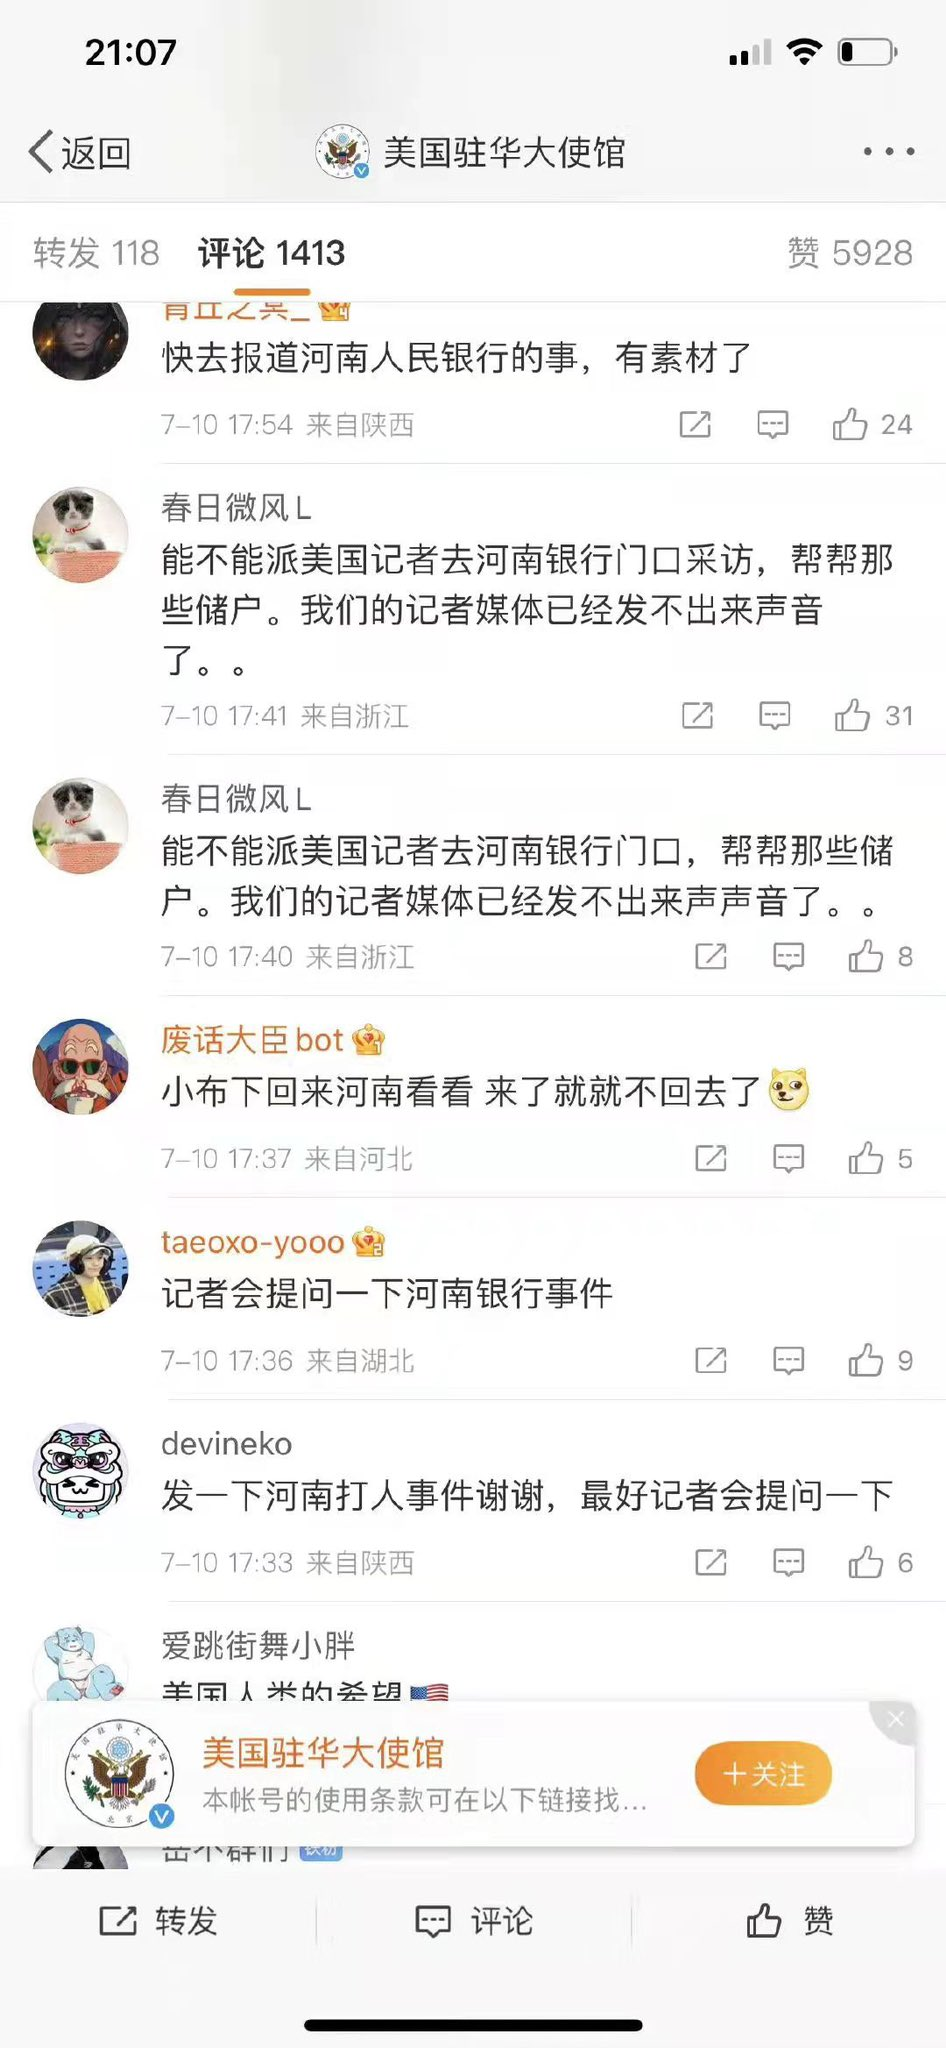 21:07
返回
美国驻华大使馆
转发 118
评论 1413
赞 5928
青丘之冥_
快去报道河南人民银行的事，有素材了
7-10 17:54 来自陕西
24
春日微风L
能不能派美国记者去河南银行门口采访，帮帮那
些储户。我们的记者媒体已经发不出来声音
了。。
7-10 17:41 来自浙江
31
春日微风L
能不能派美国记者去河南银行门口，帮帮那些储
户。我们的记者媒体已经发不出来声声音了。。
7-10 17:40 来自浙江
8
废话大臣bot
小布下回来河南看看 来了就就不回去了
7-10 17:37 来自河北
5
taeoxo-yooo
记者会提问一下河南银行事件
7-10 17:36 来自湖北
9
devineko
发一下河南打人事件谢谢，最好记者会提问一下
7-10 17:33 来自陕西
6
爱跳街舞小胖
美国人类的希望
美国驻华大使馆
本帐号的使用条款可在以下链接找...
+关注
转发
评论
赞